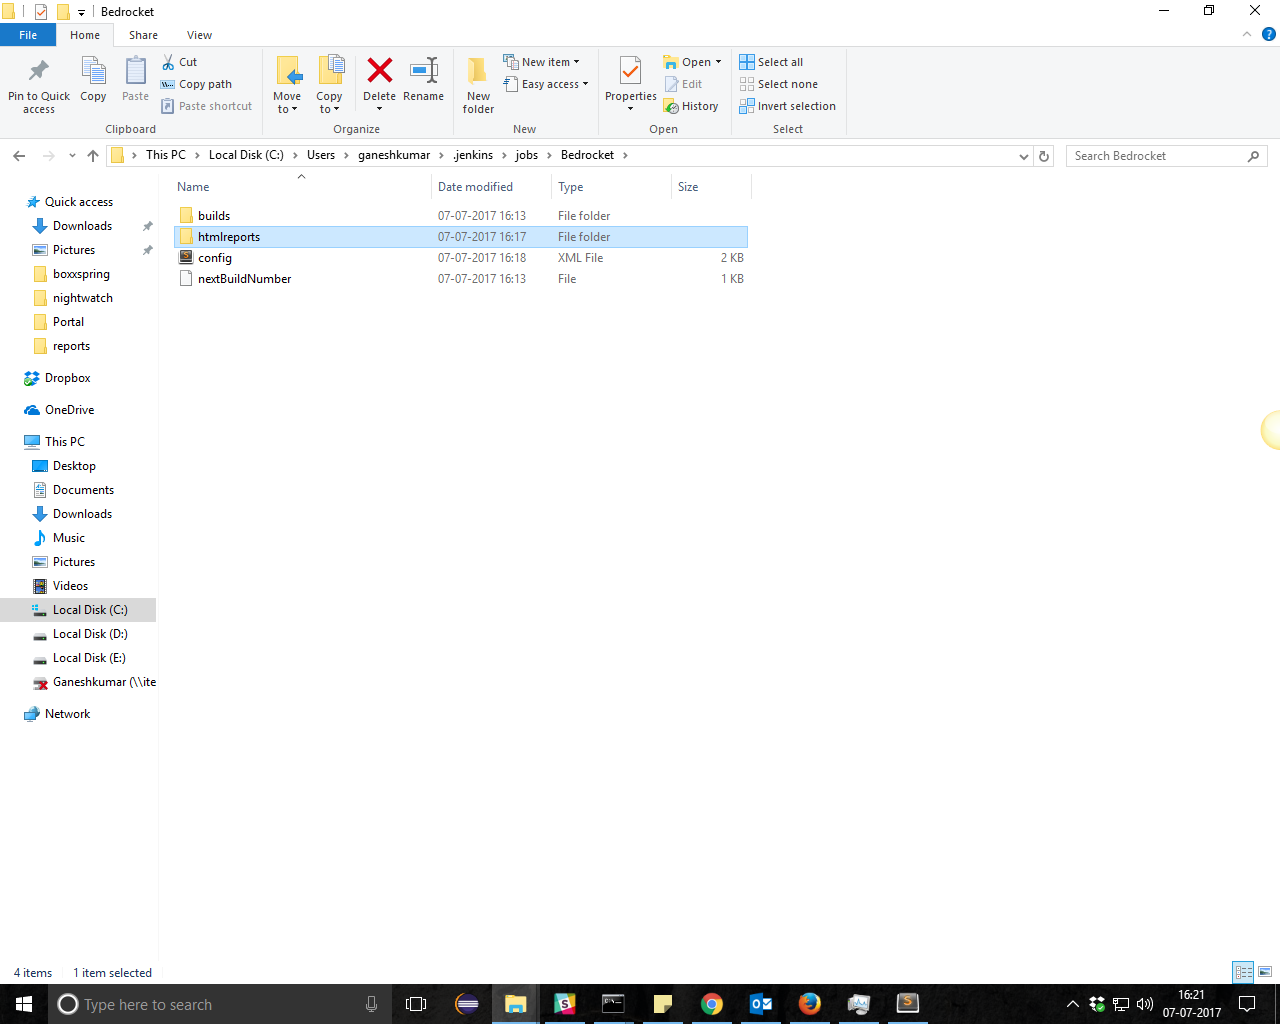 Bedrocket
File Home Share View
Pin to Quick access
Copy
Paste
Cut
Copy path
Paste shortcut
Clipboard
Move to
Copy to
Delete
Rename
Organize
New folder
New item
Easy access
New
Properties
Open
Edit
History
Open
Select all
Select none
Invert selection
Select
This PC Local Disk (C:) Users ganeshkumar .jenkins jobs Bedrocket
Search Bedrocket
Name Date modified Type Size
builds 07-07-2017 16:13 File folder
htmlreports 07-07-2017 16:17 File folder
config 07-07-2017 16:18 XML File 2 KB
nextBuildNumber 07-07-2017 16:13 File 1 KB
Quick access
Downloads
Pictures
boxxspring
nightwatch
Portal
reports
Dropbox
OneDrive
This PC
Desktop
Documents
Downloads
Music
Pictures
Videos
Local Disk (C:)
Local Disk (D:)
Local Disk (E:)
Ganeshkumar (\\ite
Network
4 items 1 item selected
Type here to search
16:21
07-07-2017